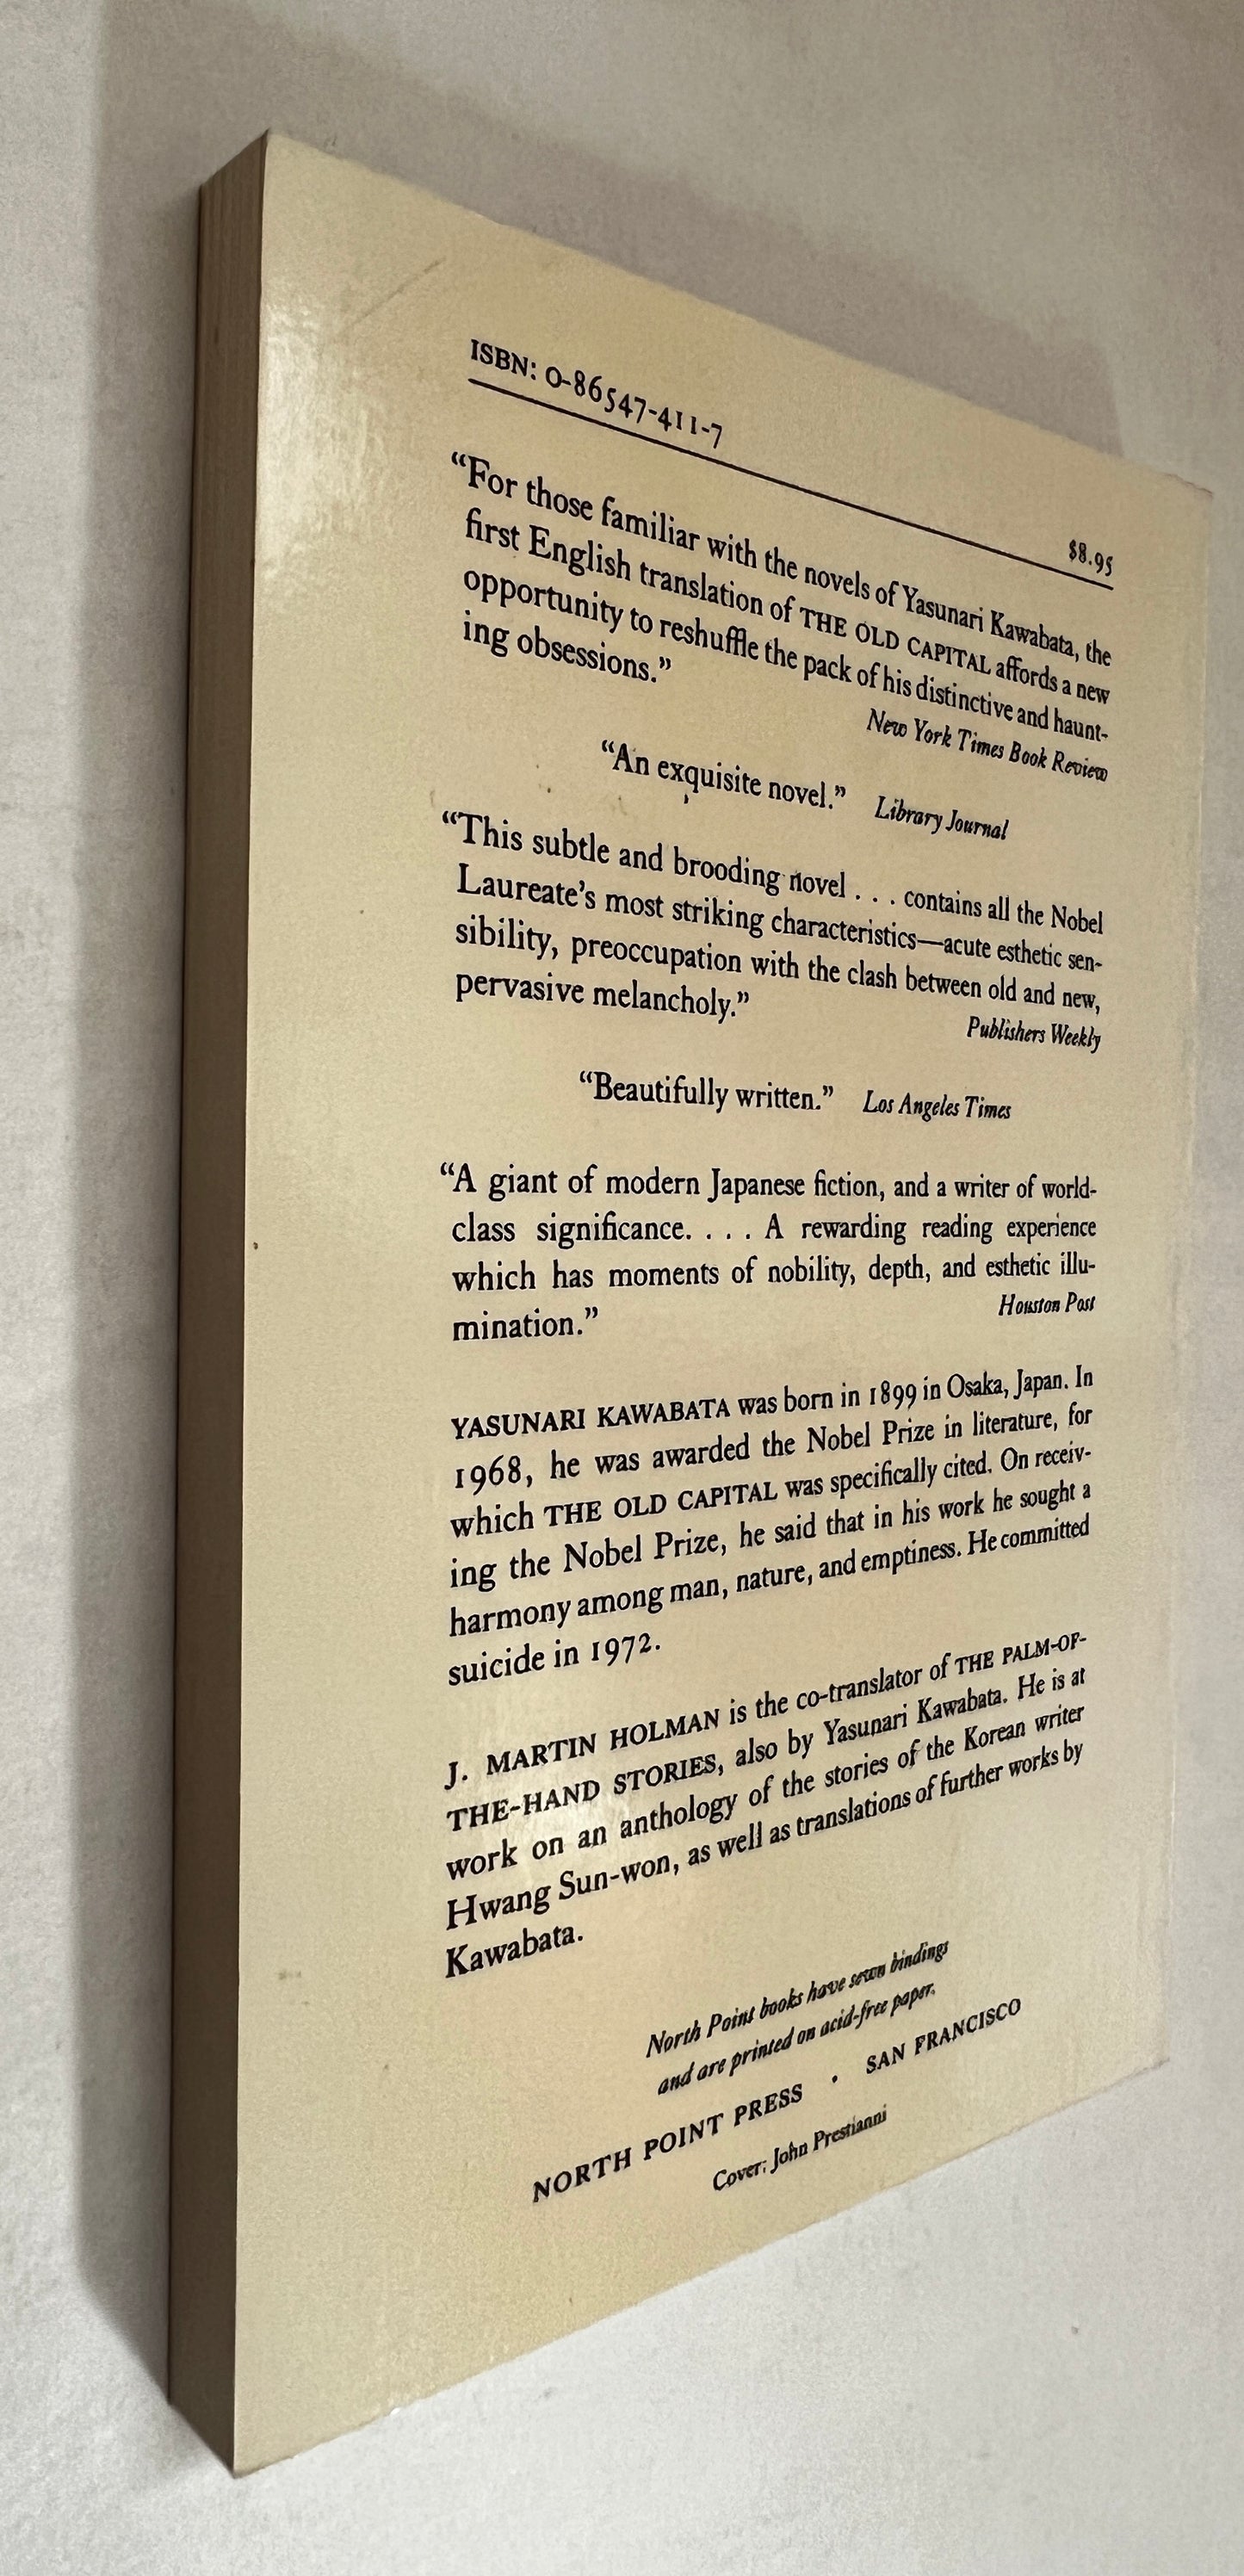 ISBN: 0-86547-411-7
$8.95
“For those familiar with the novels of Yasunari Kawabata, the
first English translation of THE OLD CAPITAL affords a new
opportunity to reshuffle the pack of his distinctive and haunt-
ing obsessions.”
New York Times Book Review
“An exquisite novel.” Library Journal
“This subtle and brooding novel . . . contains all the Nobel
Laureate’s most striking characteristics—acute esthetic sen-
sibility, preoccupation with the clash between old and new,
pervasive melancholy.”
Publishers Weekly
“Beautifully written.” Los Angeles Times
“A giant of modern Japanese fiction, and a writer of world-
class significance. . . . A rewarding reading experience
which has moments of nobility, depth, and esthetic illu-
mination.”
Houston Post
YASUNARI KAWABATA was born in 1899 in Osaka, Japan. In
1968, he was awarded the Nobel Prize in literature, for
which THE OLD CAPITAL was specifically cited. On receiv-
ing the Nobel Prize, he said that in his work he sought a
harmony among man, nature, and emptiness. He committed
suicide in 1972.
J. MARTIN HOLMAN is the co-translator of THE PALM-OF-
THE-HAND STORIES, also by Yasunari Kawabata. He is at
work on an anthology of the stories of the Korean writer
Hwang Sun-won, as well as translations of further works by
Kawabata.
North Point books have sewn bindings
and are printed on acid-free paper.
NORTH POINT PRESS · SAN FRANCISCO
Cover: John Prestianni